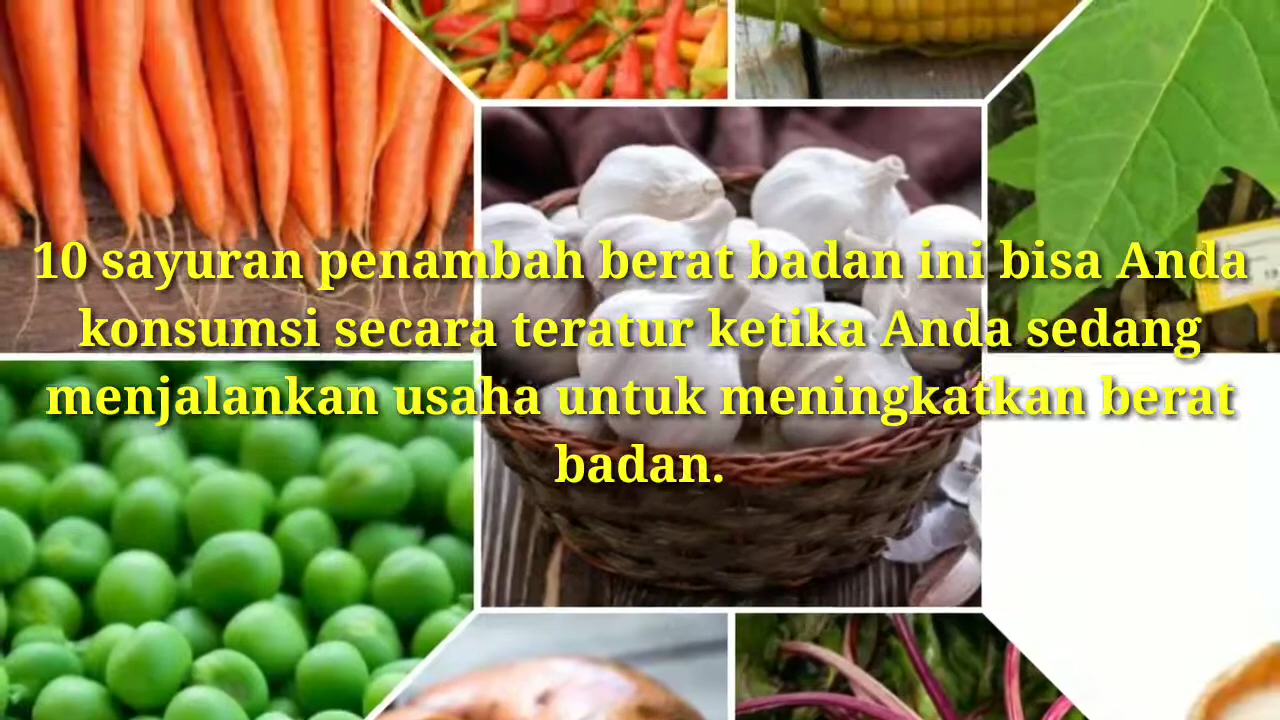 10 sayuran penambah berat badan ini bisa Anda
konsumsi secara teratur ketika Anda sedang
menjalankan usaha untuk meningkatkan berat
badan.